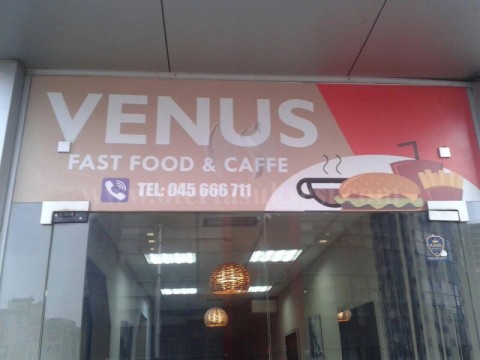 VENUS
FAST FOOD & CAFFE
TEL: 045 666 711